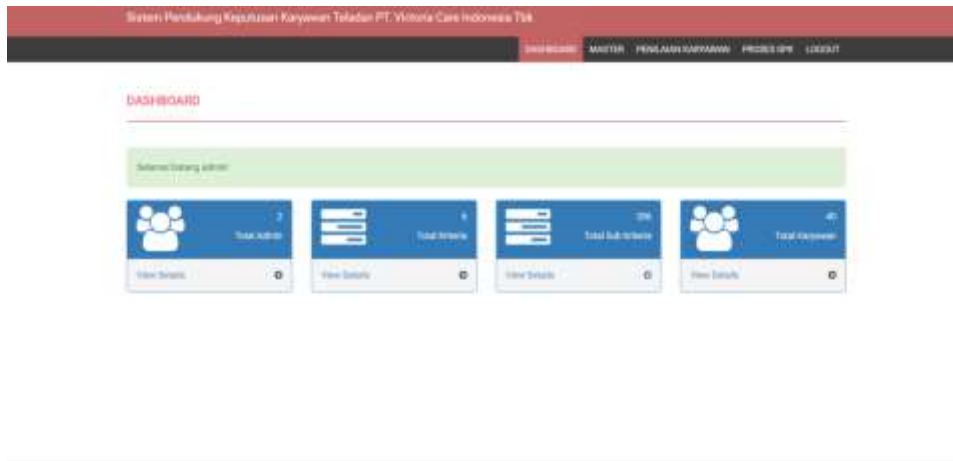 Sistem Pendukung Keputusan Karyawan Teladan PT. Victoria Care Indonesia Tbk
DASHBOARD MASTER PENILAIAN KARYAWAN PROSES LOGOUT
DASHBOARD
Selamat Datang admin
Total Admin
Total Kriteria
Total Sub Kriteria
40
Total Karyawan
View Details
View Details
View Details
View Details